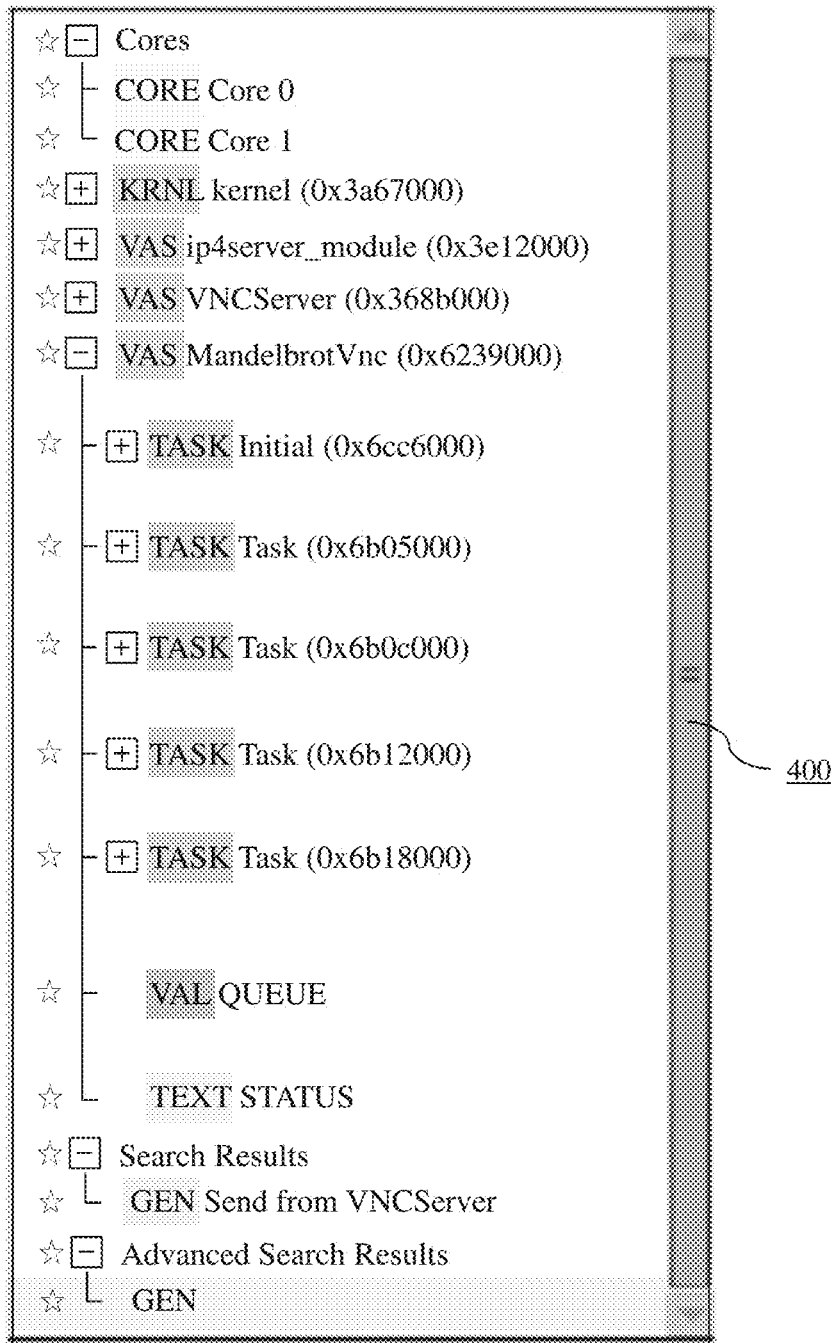 Cores
CORE Core 0
CORE Core 1
KRNL kernel (0x3a67000)
VAS ip4server_module (0x3e12000)
VAS VNCServer (0x368b000)
VAS MandelbrotVnc (0x6239000)
TASK Initial (0x6cc6000)
TASK Task (0x6b05000)
TASK Task (0x6b0c000)
TASK Task (0x6b12000)
400
TASK Task (0x6b18000)
VAL QUEUE
TEXT STATUS
Search Results
GEN Send from VNCServer
Advanced Search Results
GEN